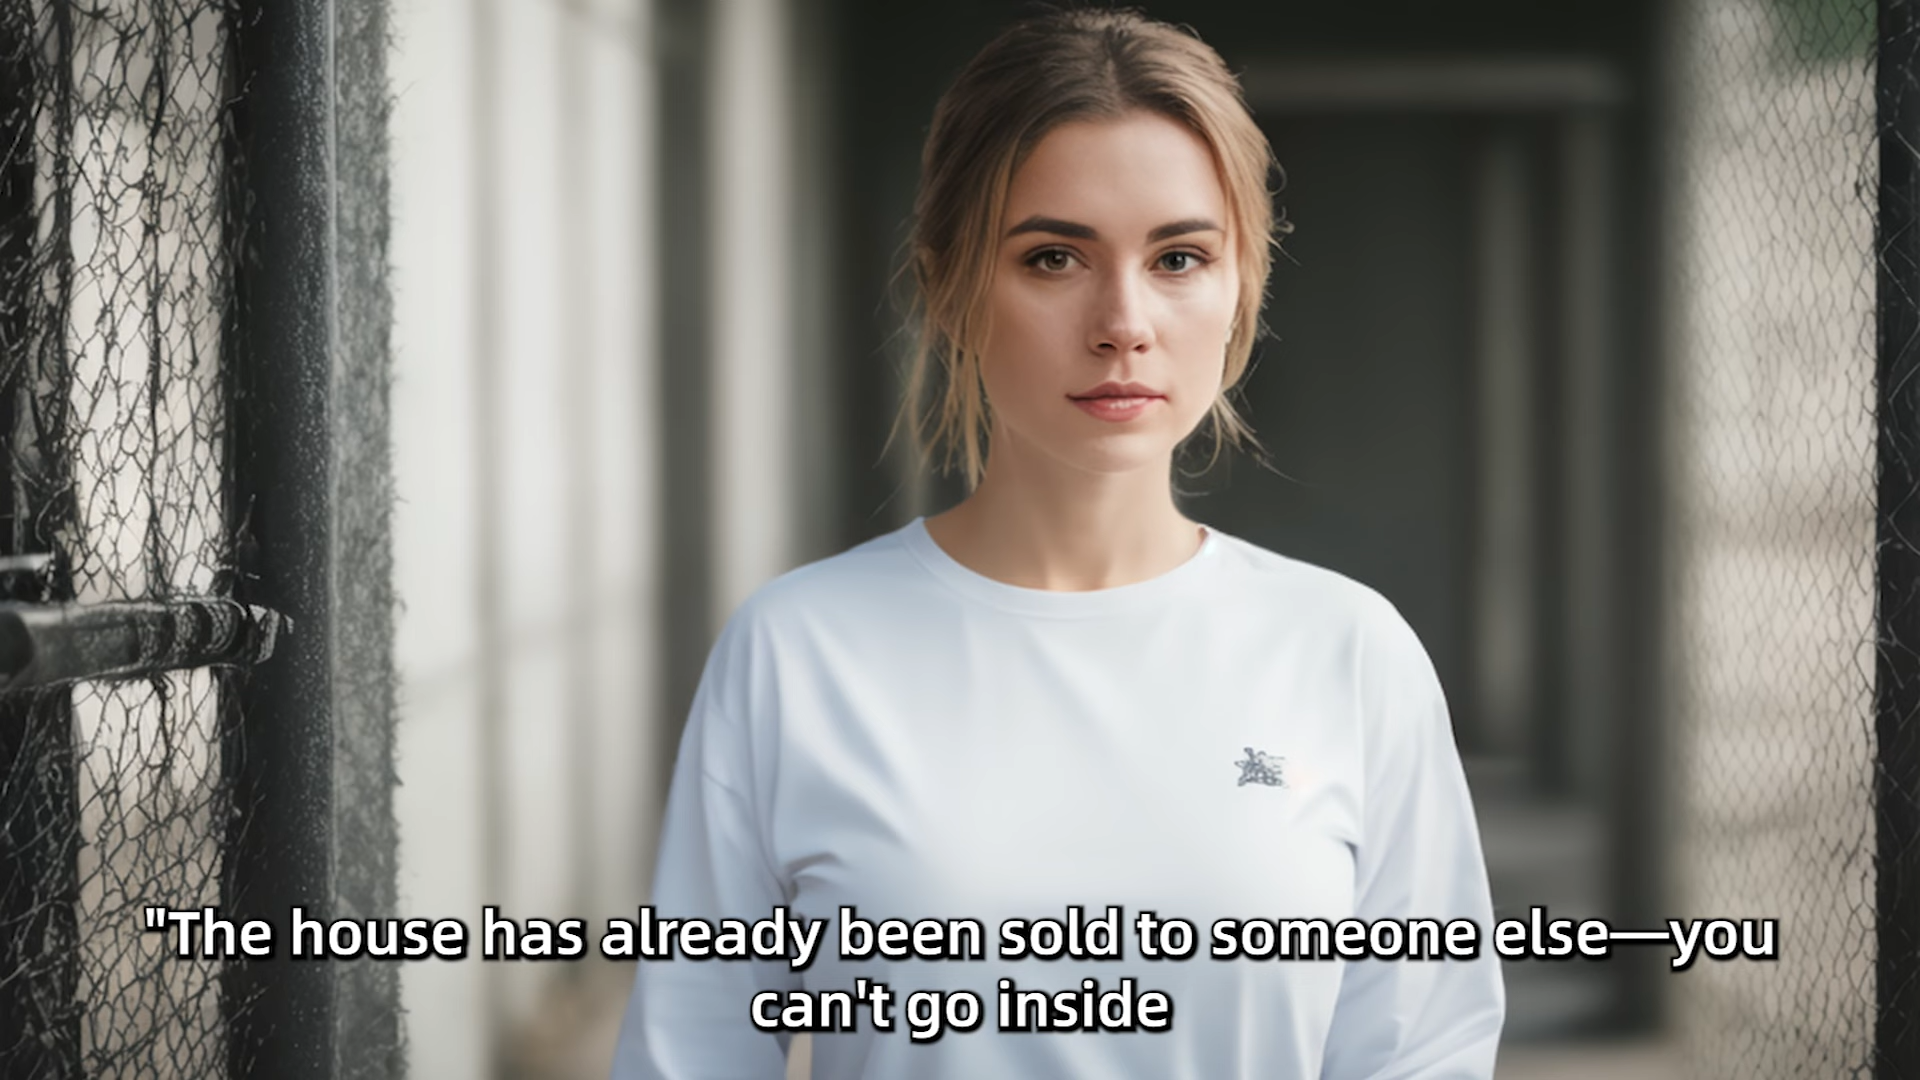 "The house has already been sold to someone else—you
can't go inside